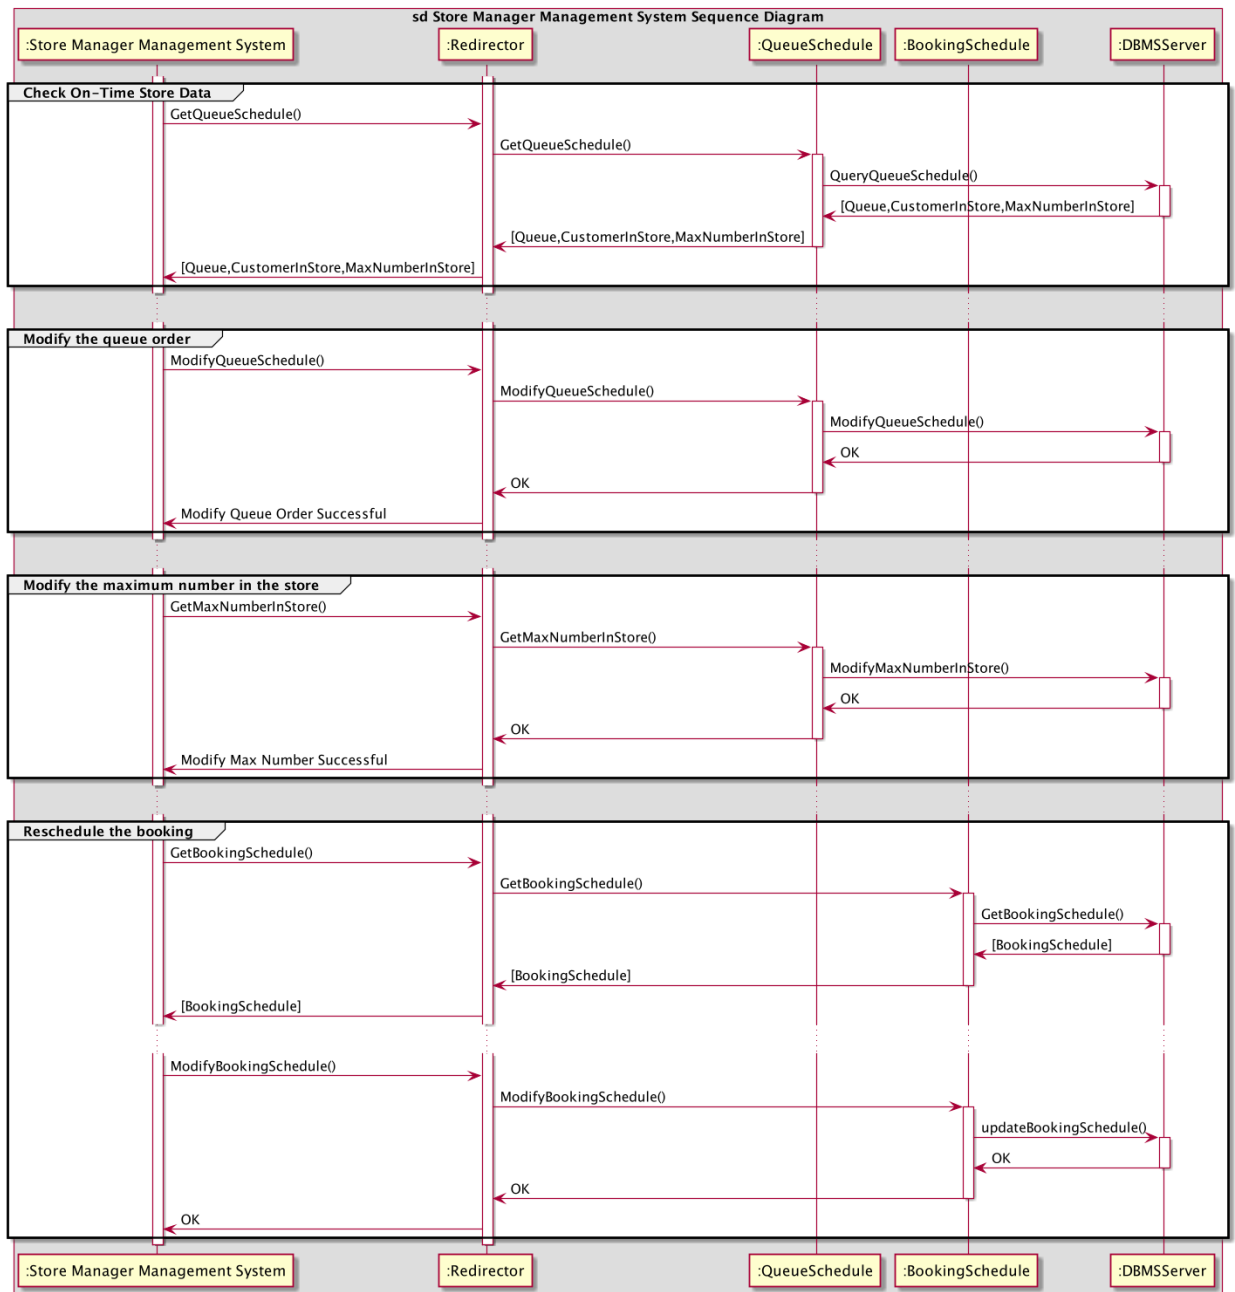 sd Store Manager Management System Sequence Diagram
:Store Manager Management System
:Redirector
:QueueSchedule
:BookingSchedule
:DBMSServer
Check On-Time Store Data
GetQueueSchedule()
GetQueueSchedule()
QueryQueueSchedule()
[Queue,CustomerInStore,MaxNumberInStore]
[Queue,CustomerInStore,MaxNumberInStore]
[Queue,CustomerInStore,MaxNumberInStore]
Modify the queue order
ModifyQueueSchedule()
ModifyQueueSchedule()
ModifyQueueSchedule()
OK
OK
Modify Queue Order Successful
Modify the maximum number in the store
GetMaxNumberInStore()
GetMaxNumberInStore()
ModifyMaxNumberInStore()
OK
OK
Modify Max Number Successful
Reschedule the booking
GetBookingSchedule()
GetBookingSchedule()
GetBookingSchedule()
[BookingSchedule]
[BookingSchedule]
[BookingSchedule]
ModifyBookingSchedule()
ModifyBookingSchedule()
updateBookingSchedule()
OK
OK
OK
:Store Manager Management System
:Redirector
:QueueSchedule
:BookingSchedule
:DBMSServer